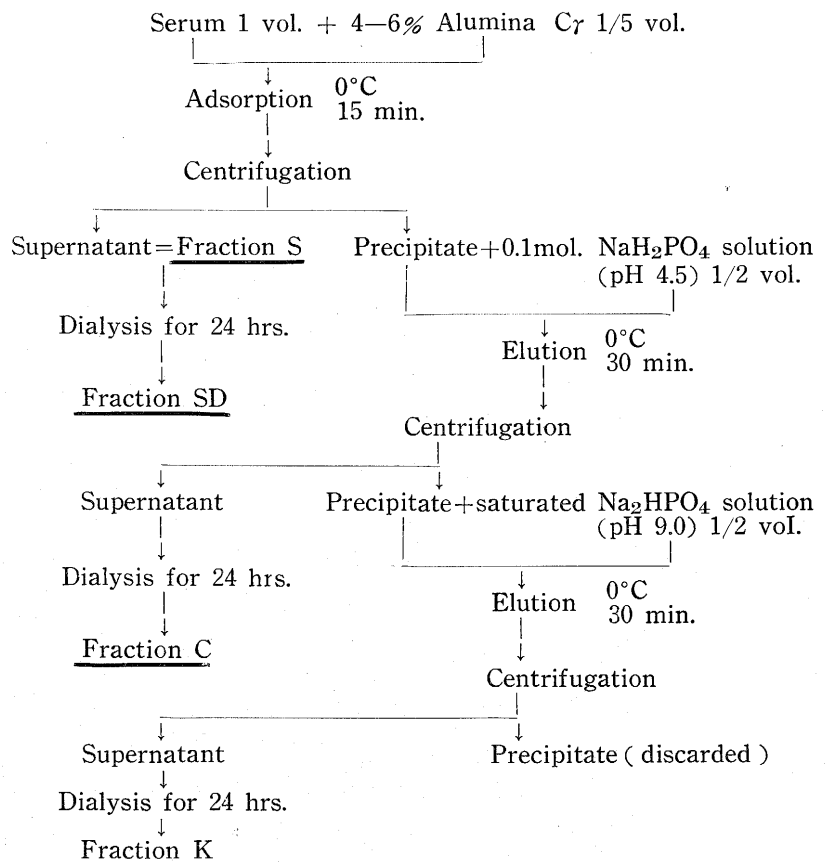 Serum 1 vol. + 4—6% Alumina Cγ 1/5 vol.
Adsorption 0°C
15 min.
Centrifugation
Supernatant=Fraction S
Precipitate+0.1mol. NaH₂PO₄ solution
(pH 4.5) 1/2 vol.
Dialysis for 24 hrs.
Elution 0°C
30 min.
Fraction SD
Centrifugation
Supernatant
Precipitate+saturated Na₂HPO₄ solution
(pH 9.0) 1/2 vol.
Dialysis for 24 hrs.
Elution 0°C
30 min.
Fraction C
Centrifugation
Supernatant
Precipitate ( discarded )
Dialysis for 24 hrs.
Fraction K